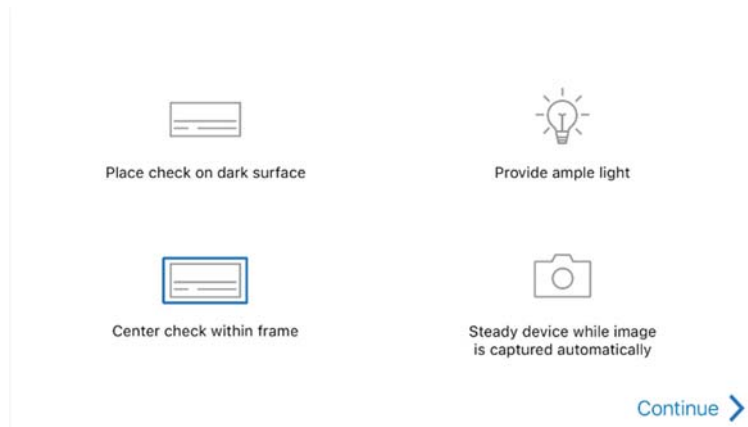 Place check on dark surface
Provide ample light
Center check within frame
Steady device while image
is captured automatically
Continue